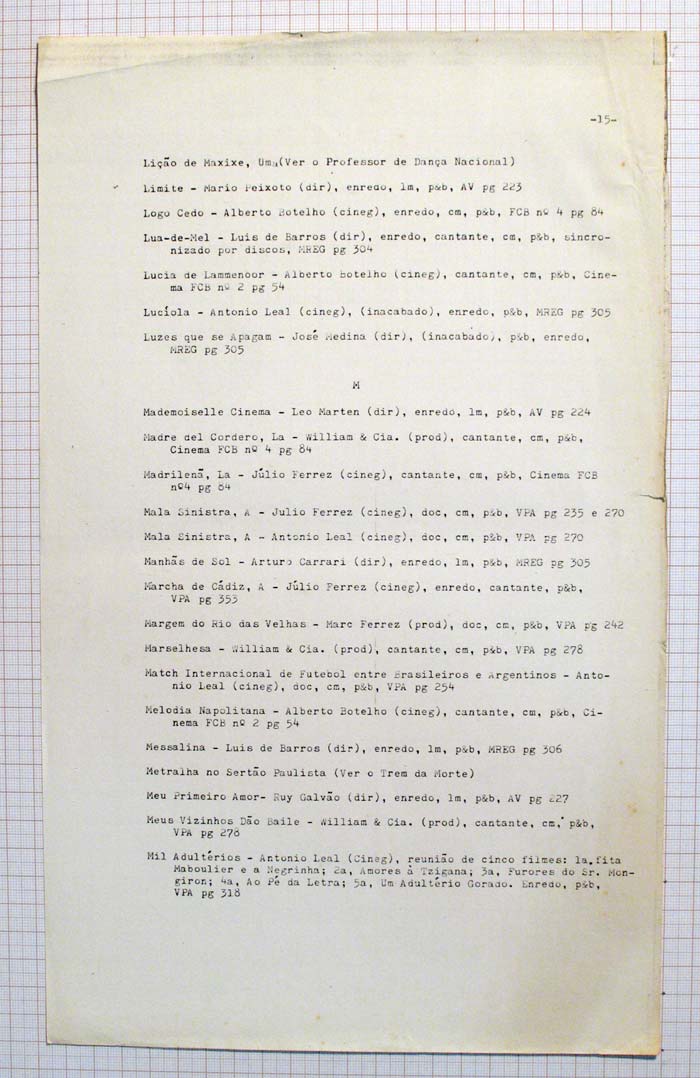 -15-
Lição de Maxixe, Uma(Ver o Professor de Dança Nacional)
Limite - Mario Peixoto (dir), enredo, lm, p&b, AV pg 223
Logo Cedo - Alberto Botelho (cineg), enredo, cm, p&b, FCB nº 4 pg 84
Lua-de-Mel - Luis de Barros (dir), enredo, cantante, cm, p&b, sincro-
nizado por discos, MREG pg 304
Lucia de Lammenoor - Alberto Botelho (cineg), cantante, cm, p&b, Cine-
ma FCB nº 2 pg 54
Lucíola - Antonio Leal (cineg), (inacabado), enredo, p&b, MREG pg 305
Luzes que se Apagam - José Medina (dir), (inacabado), p&b, enredo,
MREG pg 305
M
Mademoiselle Cinema - Leo Marten (dir), enredo, lm, p&b, AV pg 224
Madre del Cordero, La - William & Cia. (prod), cantante, cm, p&b,
Cinema FCB nº 4 pg 84
Madrilenã, La - Júlio Ferrez (cineg), cantante, cm, p&b, Cinema FCB
nº4 pg 84
Mala Sinistra, A - Julio Ferrez (cineg), doc, cm, p&b, VPA pg 235 e 270
Mala Sinistra, A - Antonio Leal (cineg), doc, cm, p&b, VPA pg 270
Manhãs de Sol - Arturo Carrari (dir), enredo, lm, p&b, MREG pg 305
Marcha de Cádiz, A - Júlio Ferrez (cineg), enredo, cantante, p&b,
VPA pg 353
Margem do Rio das Velhas - Marc Ferrez (prod), doc, cm, p&b, VPA pg 242
Marselhesa - William & Cia. (prod), cantante, cm, p&b, VPA pg 278
Match Internacional de Futebol entre Brasileiros e Argentinos - Anto-
nio Leal (cineg), doc, cm, p&b, VPA pg 254
Melodia Napolitana - Alberto Botelho (cineg), cantante, cm, p&b, Ci-
nema FCB nº 2 pg 54
Messalina - Luis de Barros (dir), enredo, lm, p&b, MREG pg 306
Metralha no Sertão Paulista (Ver o Trem da Morte)
Meu Primeiro Amor- Ruy Galvão (dir), enredo, lm, p&b, AV pg 227
Meus Vizinhos Dão Baile - William & Cia. (prod), cantante, cm, p&b,
VPA pg 278
Mil Adultérios - Antonio Leal (Cineg), reunião de cinco filmes: 1a,fita
Maboulier e a Negrinha; 2a, Amores à Tzigana; 3a, Furores do Sr. Mon-
giron; 4a, Ao Pé da Letra; 5a, Um Adultério Gorado. Enredo, p&b,
VPA pg 318